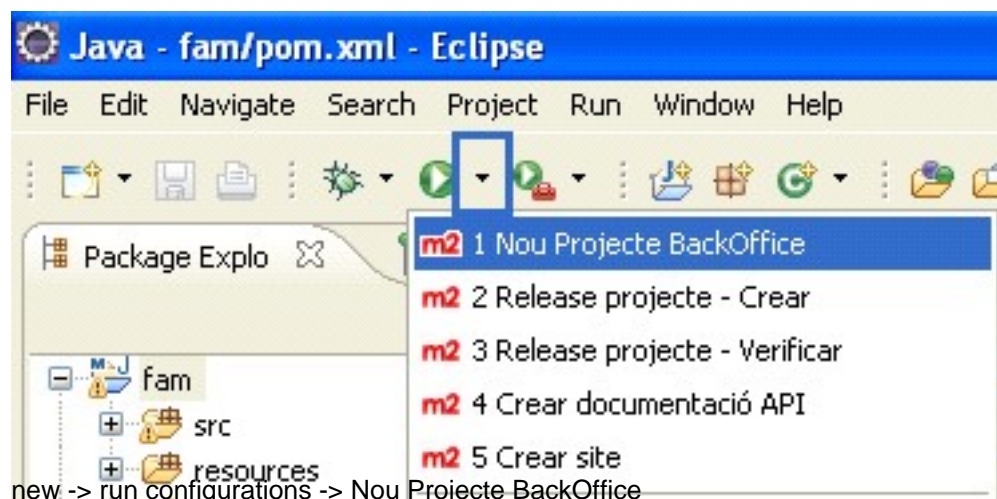 Java - fam/pom.xml - Eclipse
File Edit Navigate Search Project Run Window Help
Package Explo
m2 1 Nou Projecte BackOffice
m2 2 Release projecte - Crear
m2 3 Release projecte - Verificar
m2 4 Crear documentació API
m2 5 Crear site
fam
src
resources
new -> run configurations -> Nou Projecte BackOffice